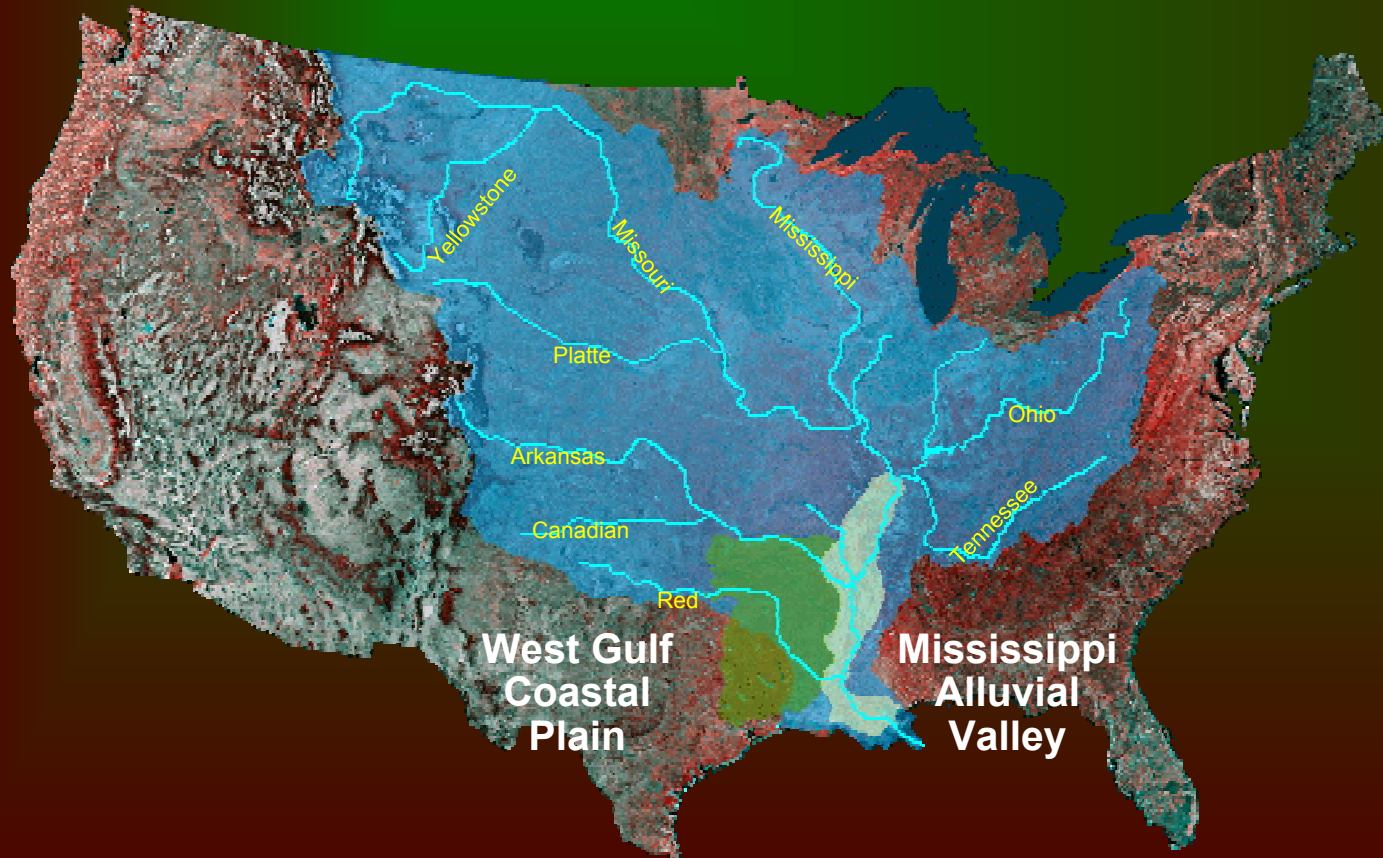 Yellowstone
Missouri
Mississippi
Platte
Ohio
Arkansas
Tennessee
Canadian
Red
West Gulf
Coastal
Plain
Mississippi
Alluvial
Valley